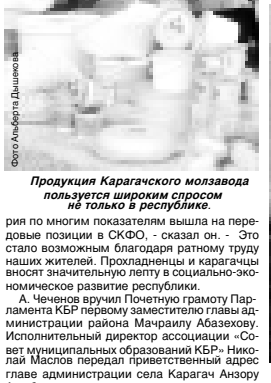 Фото Альберта Дышекова
Продукция Карагачского молзавода
пользуется широким спросом
не только в республике.
рия по многим показателям вышла на пере-
довые позиции в СКФО, - сказал он. - Это
стало возможным благодаря ратному труду
наших жителей. Прохладненцы и карагачцы
вносят значительную лепту в социально-эко-
номическое развитие республики.
А. Чеченов вручил Почетную грамоту Пар-
ламента КБР первому заместителю главы ад-
министрации района Мачраилу Абазехову.
Исполнительный директор ассоциации «Со-
вет муниципальных образований КБР» Нико-
лай Маслов передал приветственный адрес
главе администрации села Карагач Анзору